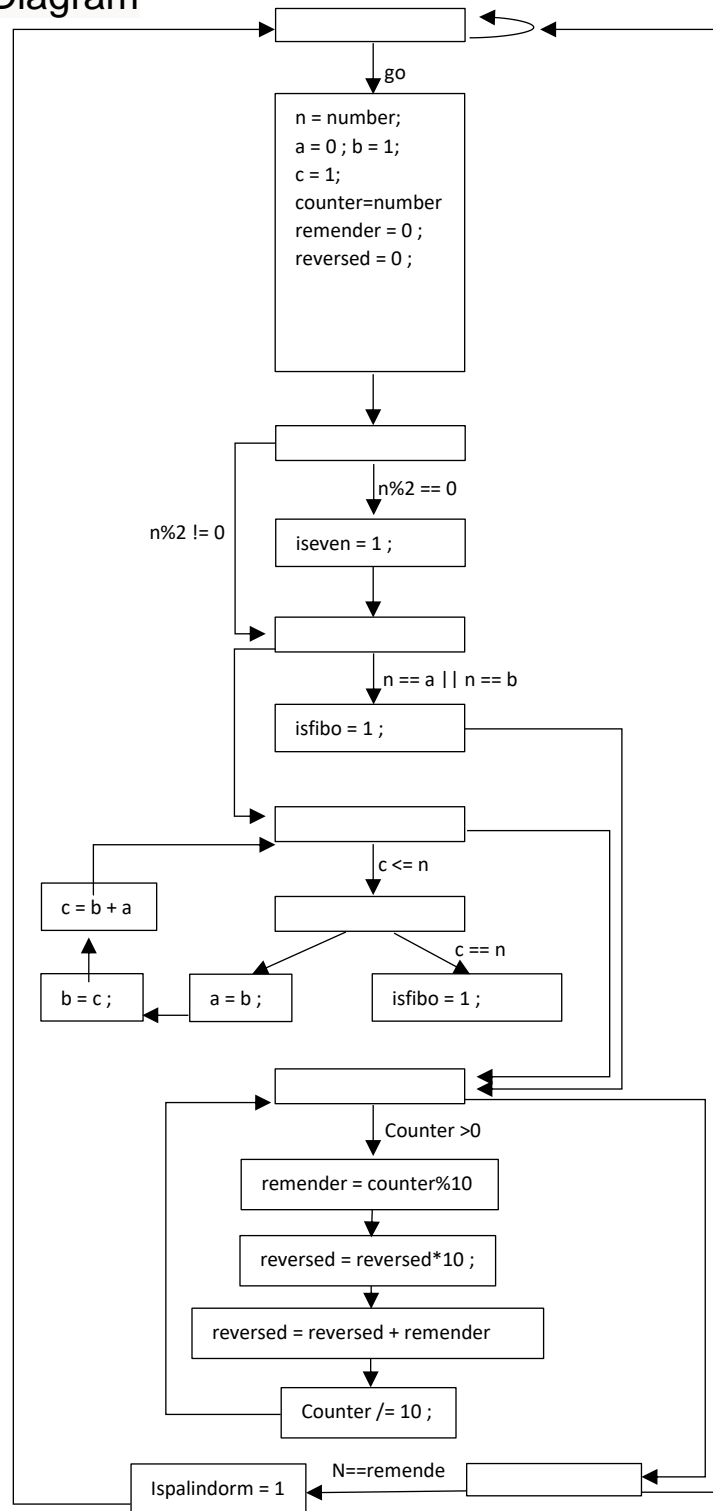 Diagram
go
n = number;
a = 0 ; b = 1;
c = 1;
counter=number
remender = 0 ;
reversed = 0 ;
n%2 == 0
n%2 != 0
iseven = 1 ;
n == a || n == b
isfibo = 1 ;
c <= n
c = b + a
c == n
b = c ;
a = b ;
isfibo = 1 ;
Counter >0
remender = counter%10
reversed = reversed*10 ;
reversed = reversed + remender
Counter /= 10 ;
N==remende
Ispalindorm = 1